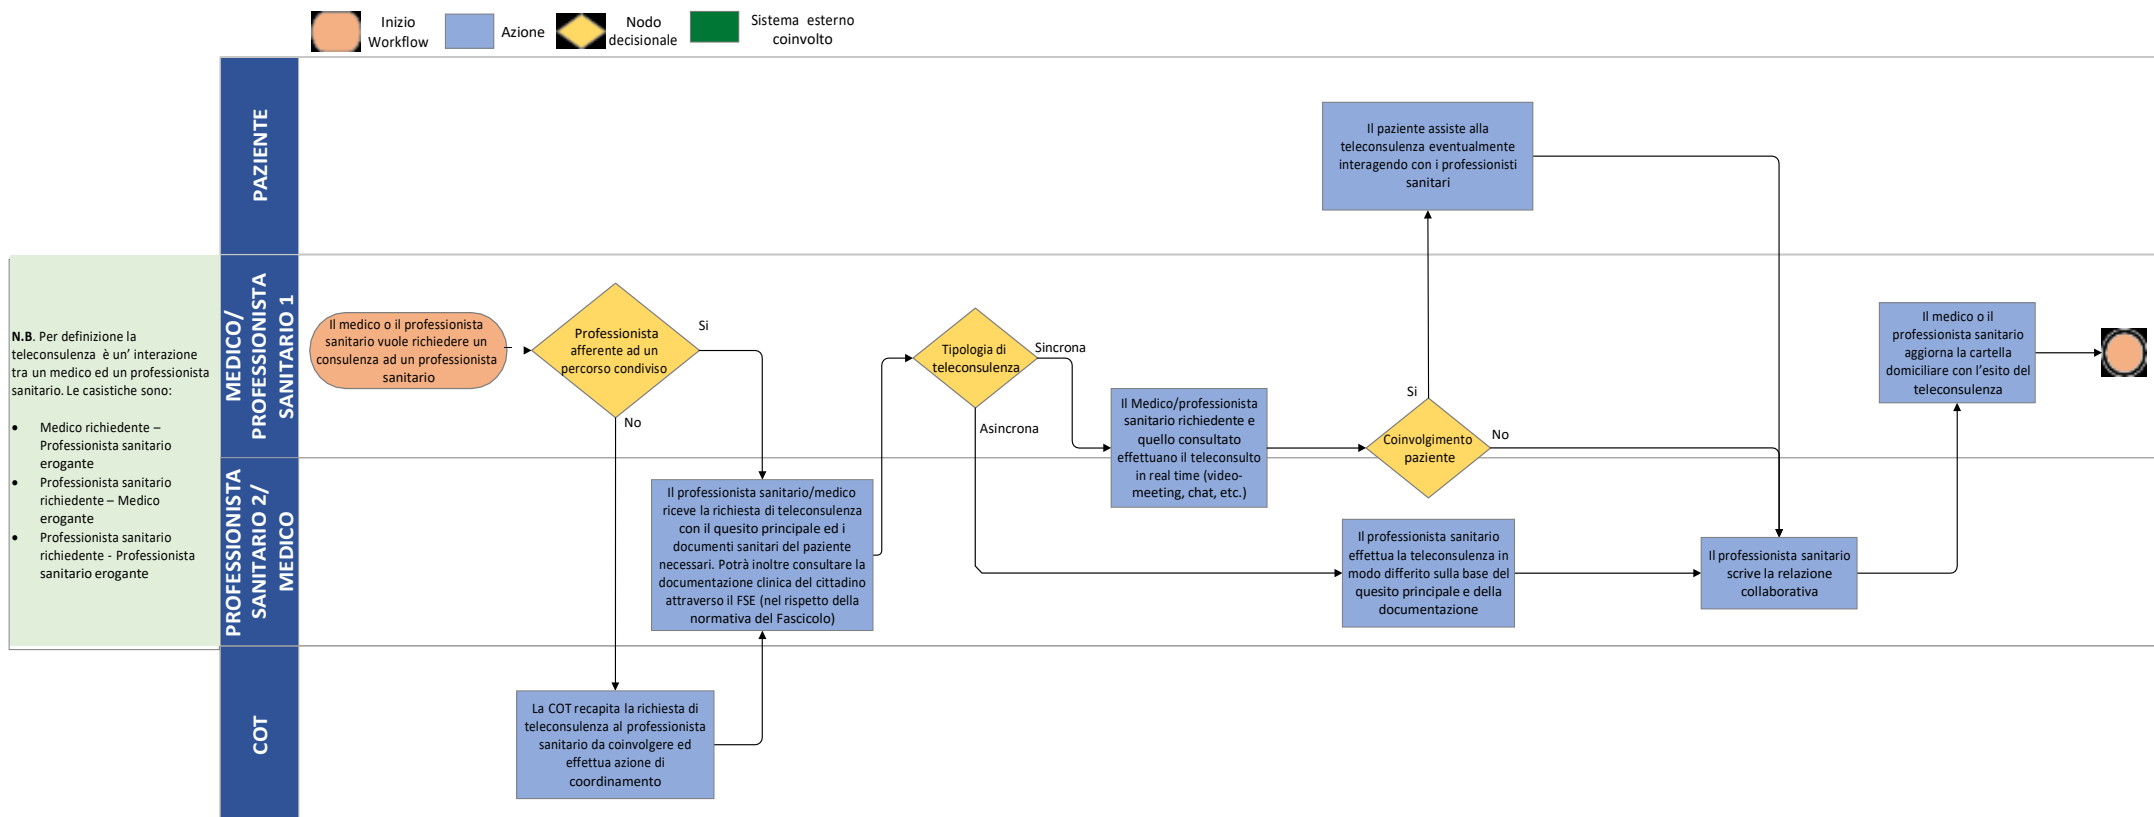 Inizio
Workflow
Azione
Nodo
decisionale
Sistema esterno
coinvolto
PAZIENTE
MEDICO/
PROFESSIONISTA
SANITARIO 1
PROFESSIONISTA
SANITARIO 2/
MEDICO
COT
N.B. Per definizione la
teleconsulenza è un' interazione
tra un medico ed un professionista
sanitario. Le casistiche sono:
• Medico richiedente –
Professionista sanitario
erogante
• Professionista sanitario
richiedente – Medico
erogante
• Professionista sanitario
richiedente - Professionista
sanitario erogante
Il medico o il professionista
sanitario vuole richiedere un
consulenza ad un professionista
sanitario
Professionista
afferente ad un
percorso condiviso
Si
No
La COT recapita la richiesta di
teleconsulenza al professionista
sanitario da coinvolgere ed
effettua azione di
coordinamento
Il professionista sanitario/medico
riceve la richiesta di teleconsulenza
con il quesito principale ed i
documenti sanitari del paziente
necessari. Potrà inoltre consultare la
documentazione clinica del cittadino
attraverso il FSE (nel rispetto della
normativa del Fascicolo)
Tipologia di
teleconsulenza
Sincrona
Asincrona
Il Medico/professionista
sanitario richiedente e
quello consultato
effettuano il teleconsulto
in real time (video-
meeting, chat, etc.)
Coinvolgimento
paziente
Si
No
Il paziente assiste alla
teleconsulenza eventualmente
interagendo con i professionisti
sanitari
Il professionista sanitario
effettua la teleconsulenza in
modo differito sulla base del
quesito principale e della
documentazione
Il professionista sanitario
scrive la relazione
collaborativa
Il medico o il
professionista sanitario
aggiorna la cartella
domiciliare con l'esito del
teleconsulenza